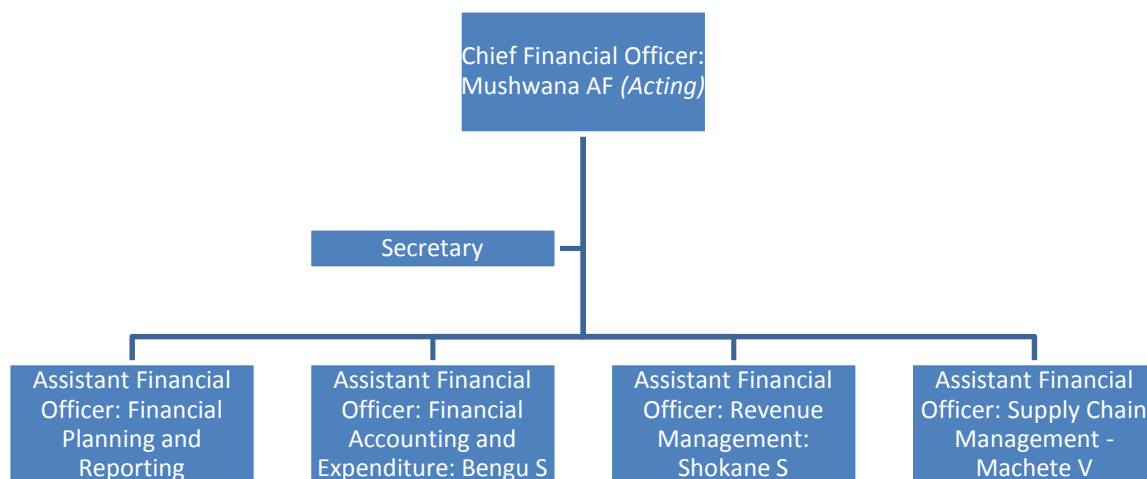 Chief Financial Officer:
Mushwana AF (Acting)
Secretary
Assistant Financial
Officer: Financial
Planning and
Reporting
Assistant Financial
Officer: Financial
Accounting and
Expenditure: Bengu S
Assistant Financial
Officer: Revenue
Management:
Shokane S
Assistant Financial
Officer: Supply Chain
Management -
Machete V